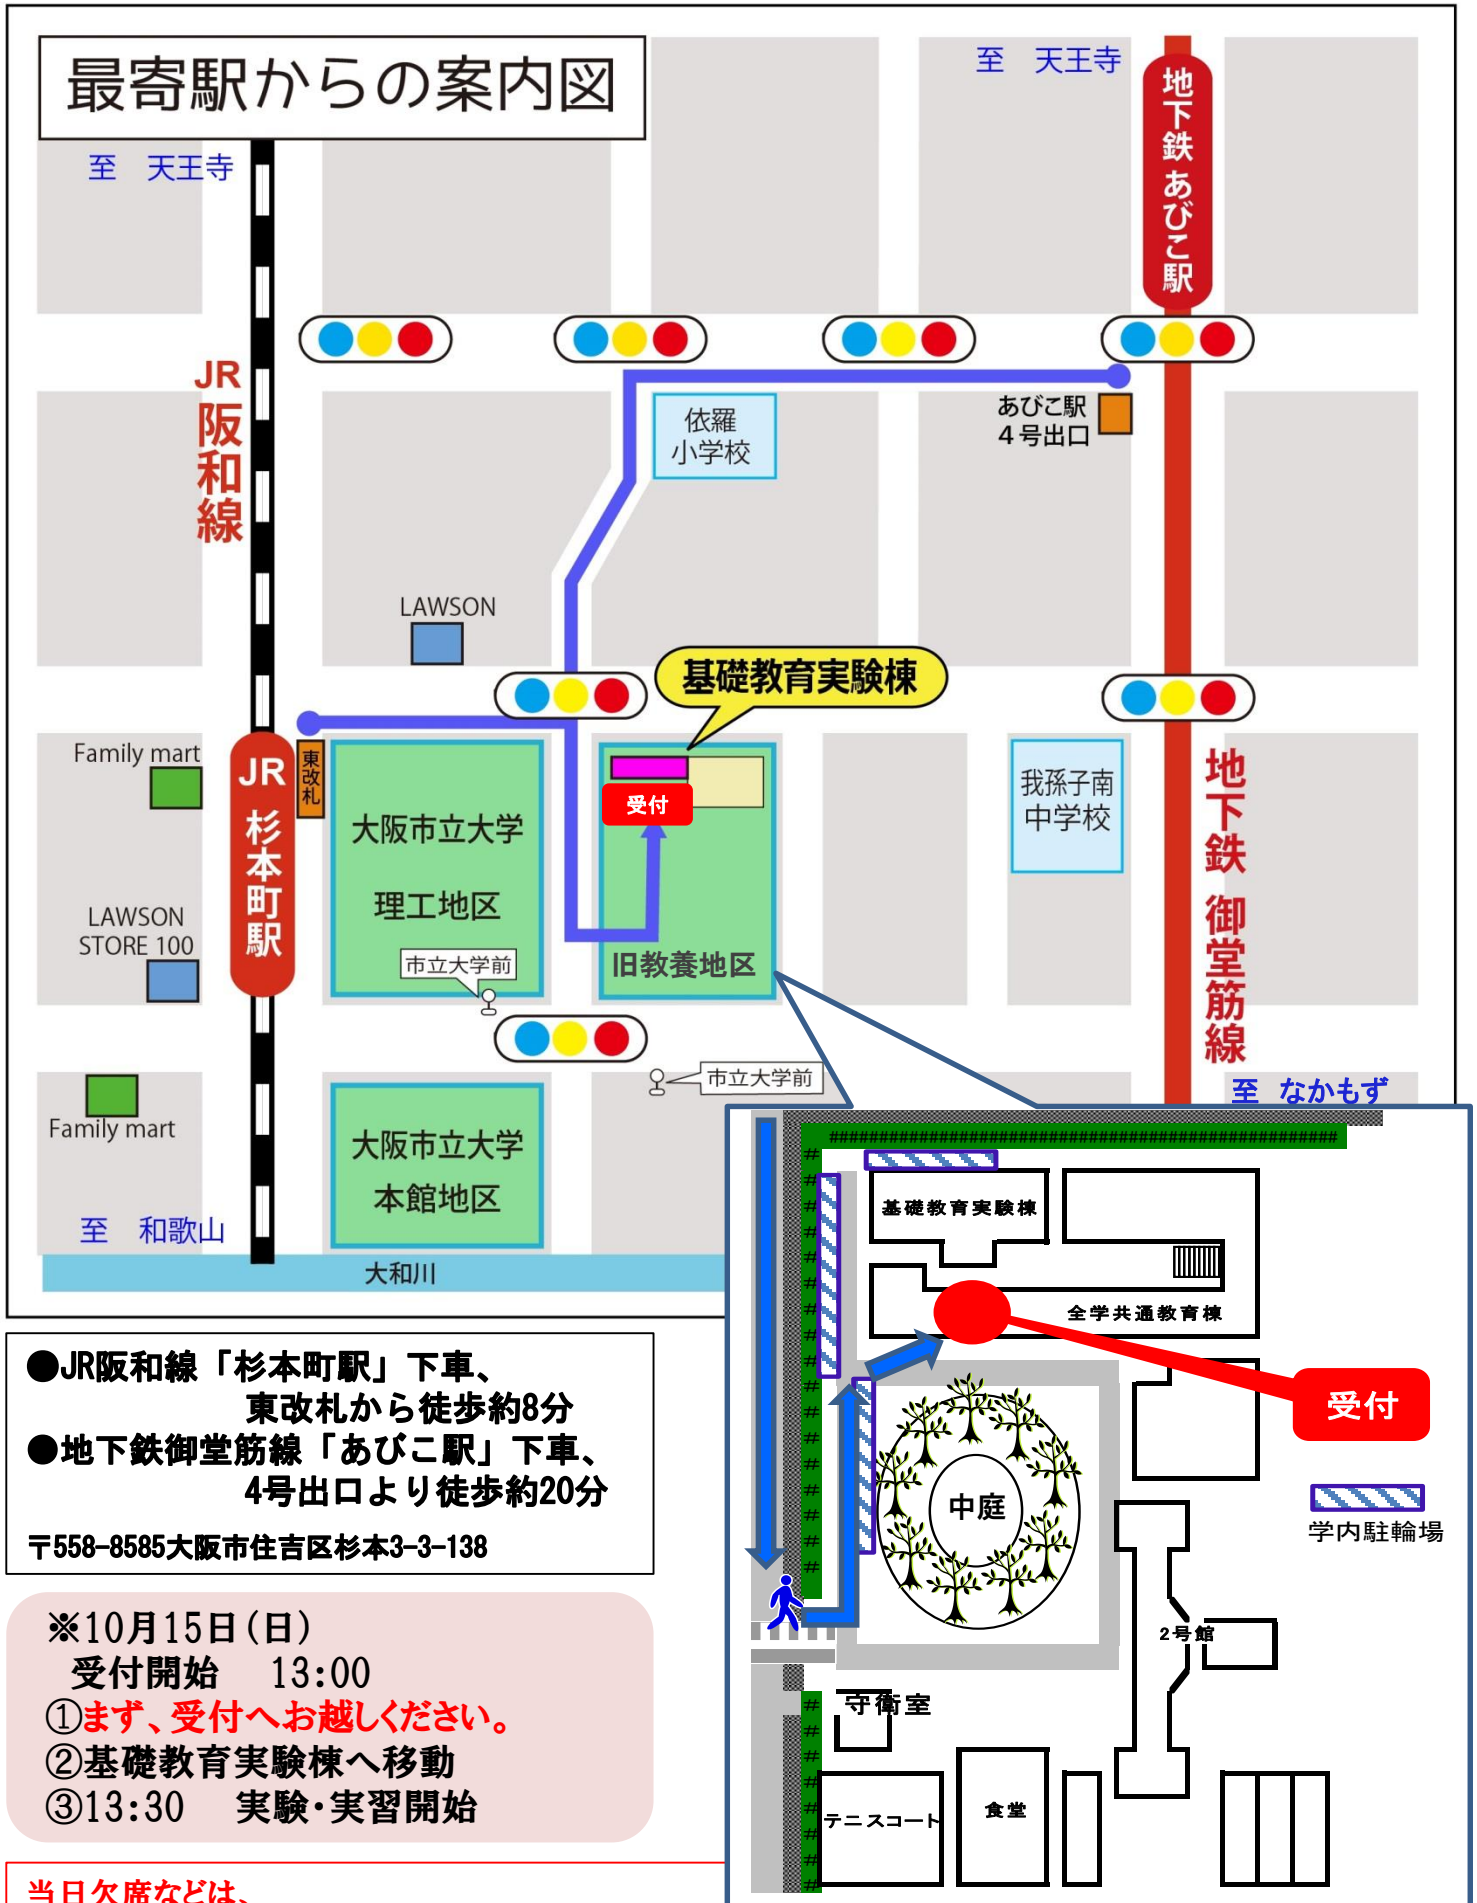 最寄駅からの案内図
至 天王寺
至 天王寺
地下鉄 あびこ駅
JR 阪和線
依羅
小学校
あびこ駅
4号出口
LAWSON
基礎教育実験棟
Family mart
JR 杉本町駅
東改札
大阪市立大学
理工地区
受付
旧教養地区
我孫子南
中学校
地下鉄 御堂筋線
LAWSON
STORE 100
市立大学前
市立大学前
至 なかもず
Family mart
大阪市立大学
本館地区
至 和歌山
大和川
基礎教育実験棟
全学共通教育棟
受付
中庭
学内駐輪場
2号館
守衛室
テニスコート
食堂
●JR阪和線「杉本町駅」下車、
東改札から徒歩約8分
●地下鉄御堂筋線「あびこ駅」下車、
4号出口より徒歩約20分
〒558-8585大阪市住吉区杉本3-3-138
※10月15日(日)
受付開始 13:00
①まず、受付へお越しください。
②基礎教育実験棟へ移動
③13:30 実験・実習開始
当日欠席などは、